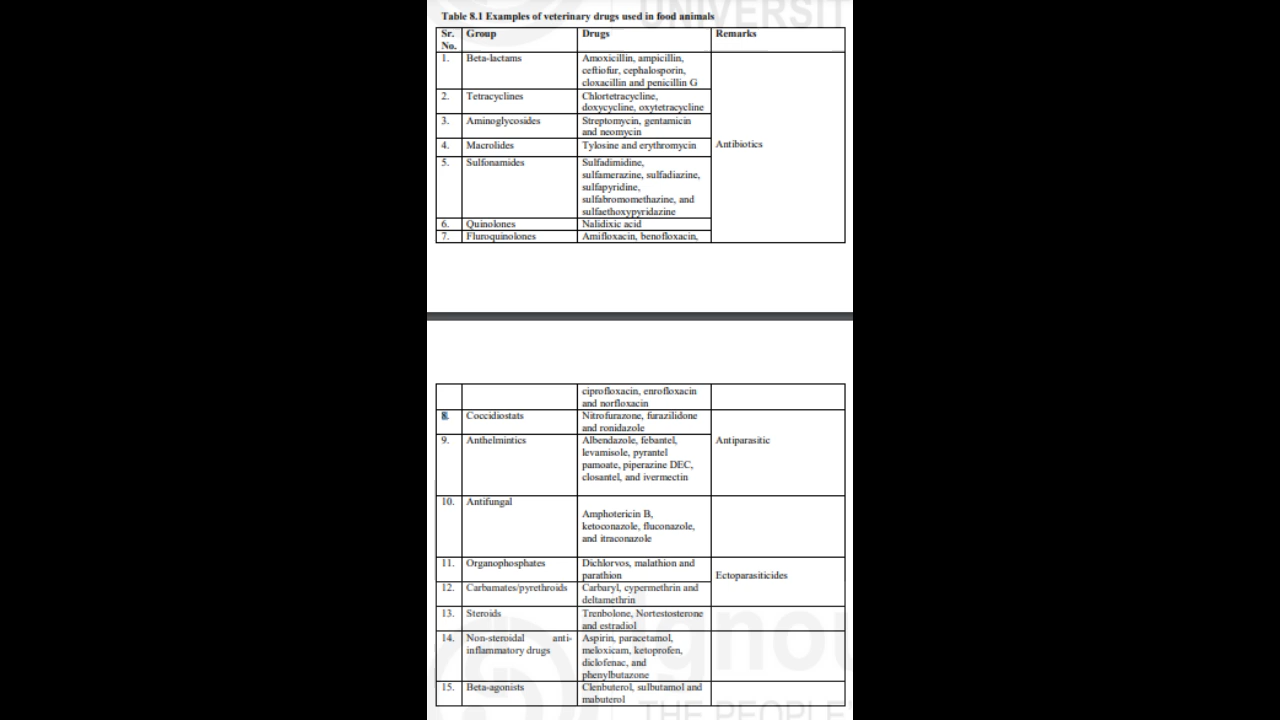 UNIVERSIT
Table 8.1 Examples of veterinary drugs used in food animals
Sr. No. Group Drugs Remarks
1. Beta-lactams Amoxicillin, ampicillin,
ceftiofur, cephalosporin,
cloxacillin and penicillin G
2. Tetracyclines Chlortetracycline,
doxycycline, oxytetracycline
3. Aminoglycosides Streptomycin, gentamicin
and neomycin
4. Macrolides Tylosine and erythromycin Antibiotics
5. Sulfonamides Sulfadimidine,
sulfamerazine, sulfadiazine,
sulfapyridine,
sulfabromomethazine, and
sulfaethoxypyridazine
6. Quinolones Nalidixic acid
7. Fluroquinolones Amifloxacin, benofloxacin,
ciprofloxacin, enrofloxacin
and norfloxacin
8. Coccidiostats Nitrofurazone, furazilidone
and ronidazole
9. Anthelmintics Albendazole, febantel, Antiparasitic
levamisole, pyrantel
pamoate, piperazine DEC,
closantel, and ivermectin
10. Antifungal
Amphotericin B,
ketoconazole, fluconazole,
and itraconazole
11. Organophosphates Dichlorvos, malathion and
parathion Ectoparasiticides
12. Carbamates/pyrethroids Carbaryl, cypermethrin and
deltamethrin
13. Steroids Trenbolone, Nortestosterone
and estradiol
14. Non-steroidal anti- Aspirin, paracetamol,
inflammatory drugs meloxicam, ketoprofen,
diclofenac, and
phenylbutazone
15. Beta-agonists Clenbuterol, sulbutamol and
mabuterol
ignou
THE PEOPLE'